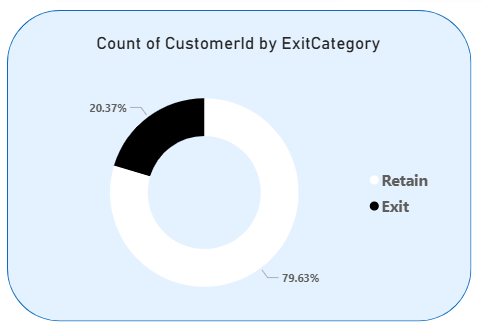 Count of CustomerId by ExitCategory
20.37%
Retain
Exit
79.63%